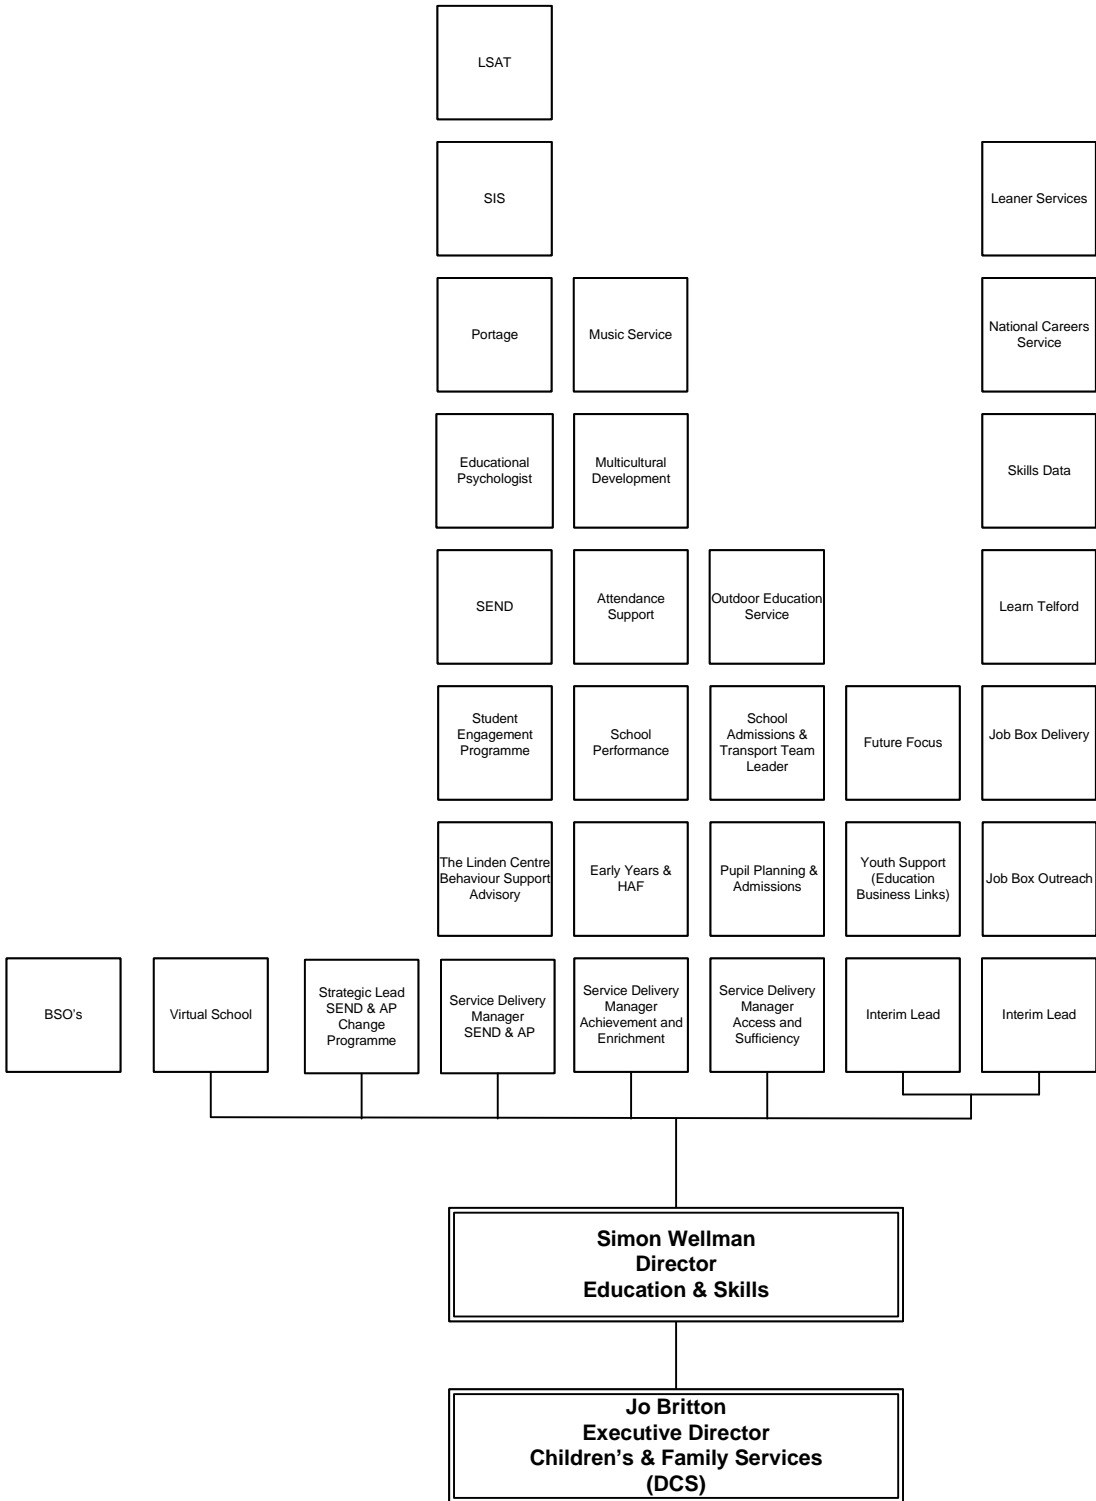 LSAT
SIS
Leaner Services
Portage
Music Service
National Careers
Service
Educational
Psychologist
Multicultural
Development
Skills Data
SEND
Attendance
Support
Outdoor Education
Service
Learn Telford
Student
Engagement
Programme
School
Performance
School
Admissions &
Transport Team
Leader
Future Focus
Job Box Delivery
The Linden Centre
Behaviour Support
Advisory
Early Years &
HAF
Pupil Planning &
Admissions
Youth Support
(Education
Business Links)
Job Box Outreach
BSO's
Virtual School
Strategic Lead
SEND & AP
Change
Programme
Service Delivery
Manager
SEND & AP
Service Delivery
Manager
Achievement and
Enrichment
Service Delivery
Manager
Access and
Sufficiency
Interim Lead
Interim Lead
Simon Wellman
Director
Education & Skills
Jo Britton
Executive Director
Children's & Family Services
(DCS)